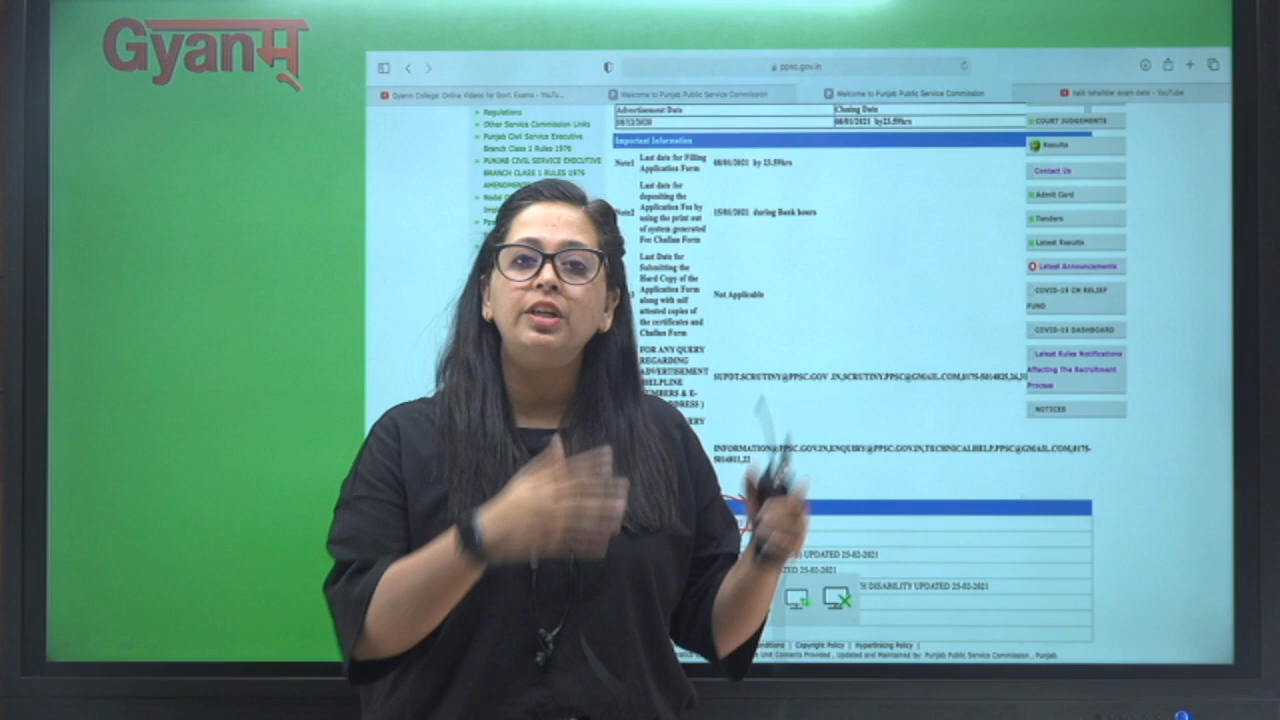 Gyanम्
ppsc.gov.in
Gyanm College: Online Videos for Govt. Exams - YouTu...
Welcome to Punjab Public Service Commission
Welcome to Punjab Public Service Commission
naib tehsildar exam date - YouTube
Regulations
Other Service Commission Links
Punjab Civil Service Executive
Branch Class 1 Rules 1976
PUNJAB CIVIL SERVICE EXECUTIVE
BRANCH CLASS 1 RULES 1976
Advertisement Date
Closing Date
08/12/2020
08/01/2021 by23.59hrs
Important Information
Note1
Last date for Filling
Application Form
08/01/2021 by 23.59hrs
Note2
Last date for
depositing the
Application Fee by
using the print out
of system generated
Fee Challan Form
15/01/2021 during Bank hours
Last Date for
Submitting the
Hard Copy of the
Application Form
along with self
attested copies of
the certificates and
Challan Form
Not Applicable
FOR ANY QUERY
REGARDING
ADVERTISEMENT
HELPLINE
SUPDT.SCRUTINY@PPSC.GOV .IN,SCRUTINY.PPSC@GMAIL.COM,0175-5014825,26,
INFORMATION@PPSC.GOV.IN,ENQUIRY@PPSC.GOV.IN,TECHNICALHELP.PPSC@GMAIL.COM,0175-
5014811,22
UPDATED 25-02-2021
25-02-2021
DISABILITY UPDATED 25-02-2021
| Copyright Policy | Hyperlinking Policy |
Contents Provided , Updated and Maintained by: Punjab Public Service Commission , Punjab.
COURT JUDGEMENTS
Results
Contact Us
Admit Card
Tenders
Latest Results
Latest Announcements
COVID-19 CM RELIEF
FUND
COVID-19 DASHBOARD
Latest Rules Notifications
Affecting The Recruitment
Process
NOTICES